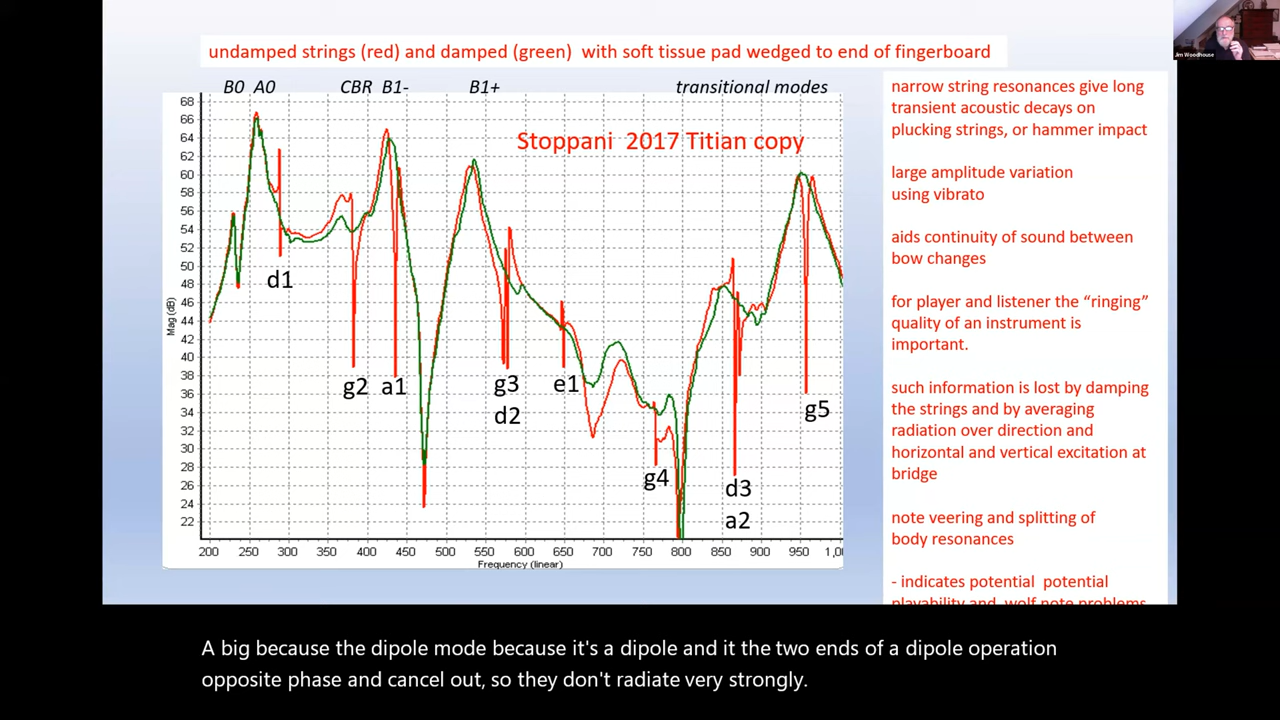 undamped strings (red) and damped (green)  with soft tissue pad wedged to end of fingerboard
Jim Woodhouse
B0 A0 CBR B1- B1+ transitional modes
Stoppani  2017 Titian copy
68
66
64
62
60
58
56
54
52
50
48
46
44
42
40
38
36
34
32
30
28
26
24
22
Mag (dB)
d1
g2 a1
g3
d2
e1
g4
d3
a2
g5
200 250 300 350 400 450 500 550 600 650 700 750 800 850 900 950 1,0
Frequency (linear)
narrow string resonances give long
transient acoustic decays on
plucking strings, or hammer impact
large amplitude variation
using vibrato
aids continuity of sound between
bow changes
for player and listener the “ringing”
quality of an instrument is
important.
such information is lost by damping
the strings and by averaging
radiation over direction and
horizontal and vertical excitation at
bridge
note veering and splitting of
body resonances
- indicates potential  potential
playability and  wolf note problems
A big because the dipole mode because it's a dipole and it the two ends of a dipole operation
opposite phase and cancel out, so they don't radiate very strongly.